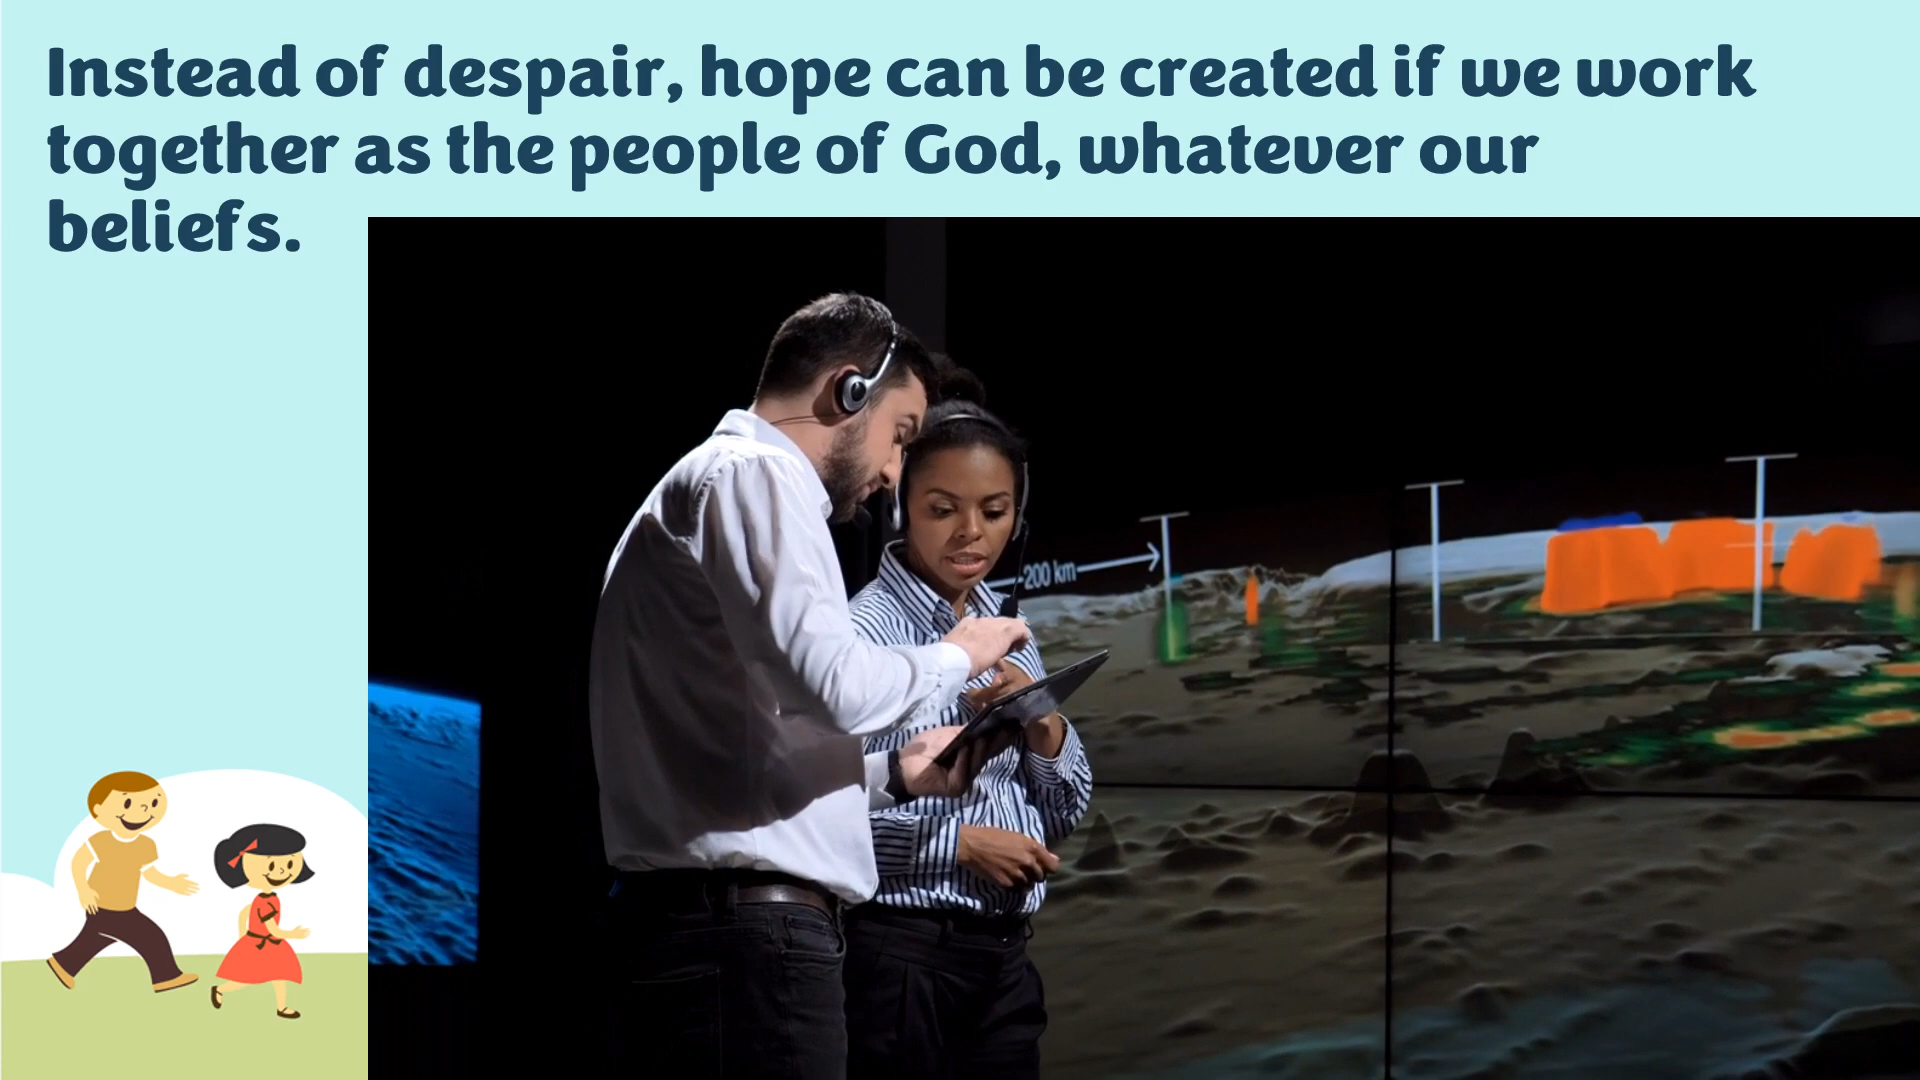 Instead of despair, hope can be created if we work
together as the people of God, whatever our
beliefs.
200 km